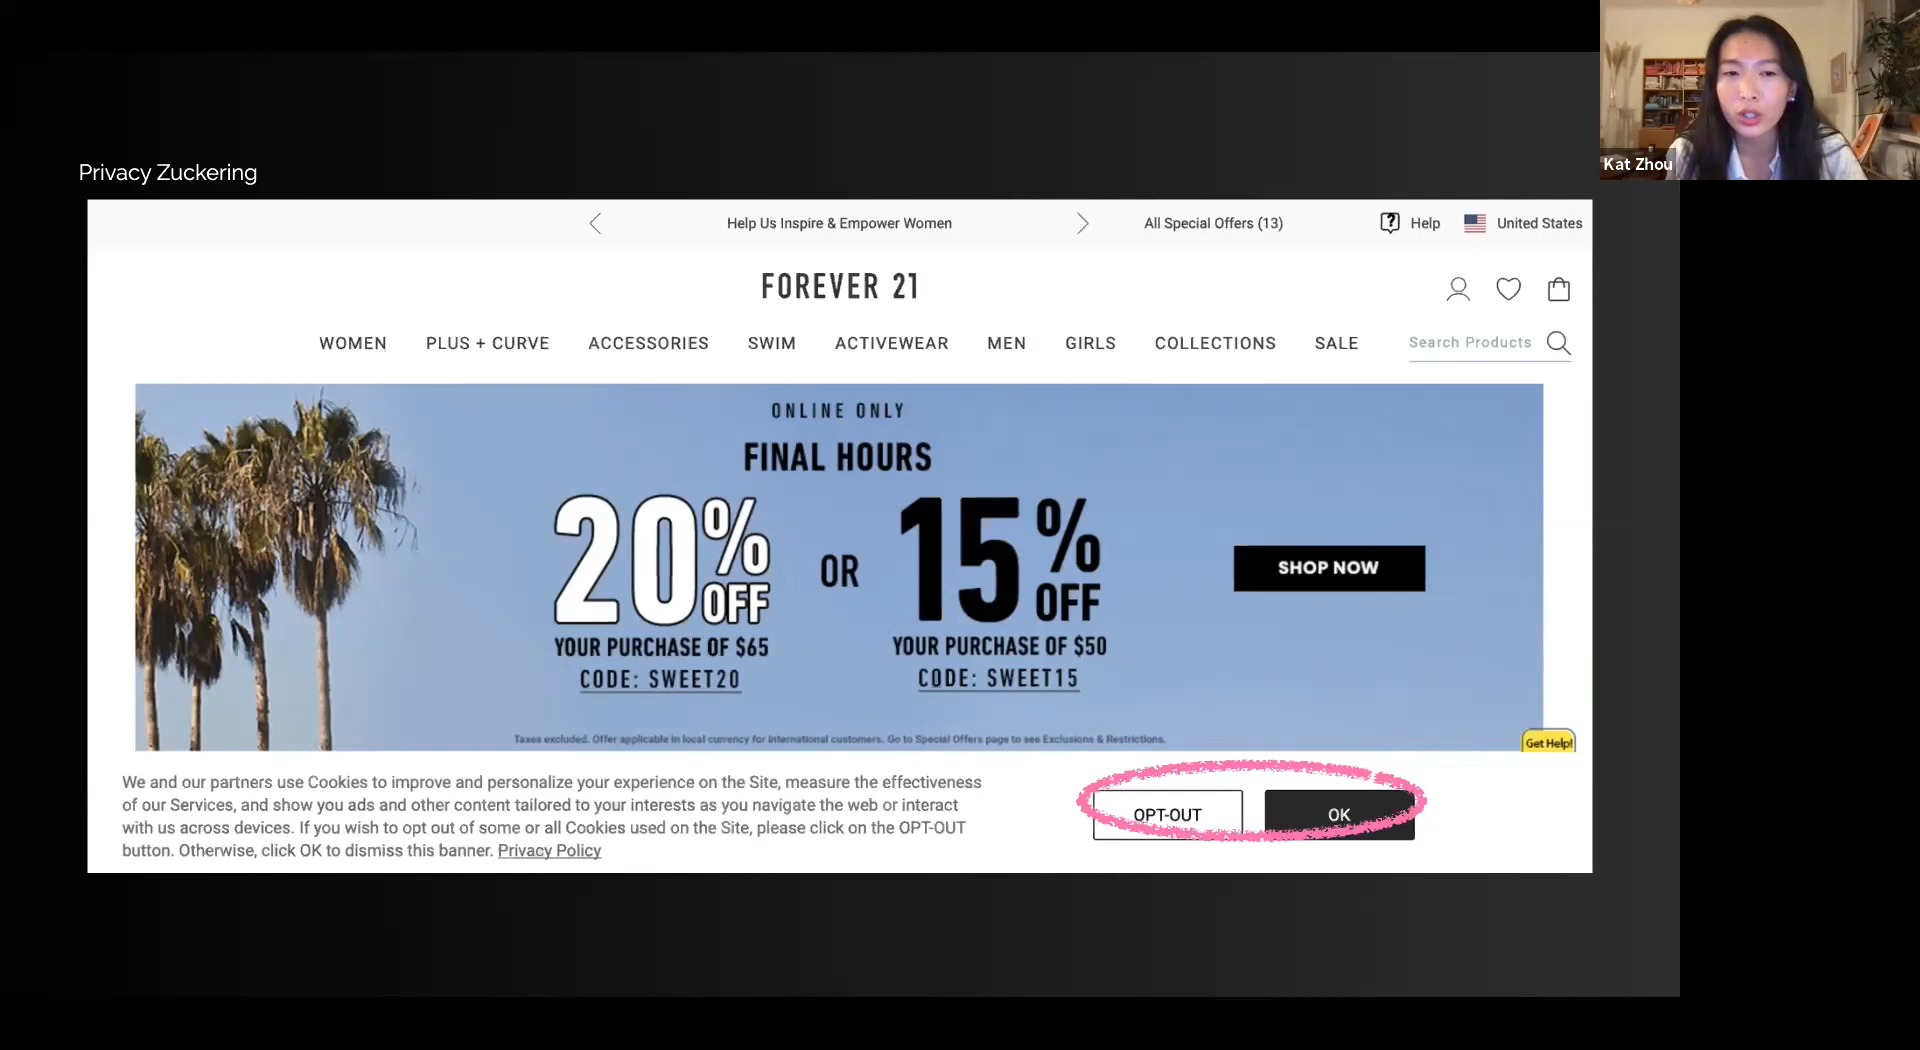 Kat Zhou
Privacy Zuckering
Help Us Inspire & Empower Women
All Special Offers (13)
Help
United States
FOREVER 21
WOMEN PLUS + CURVE ACCESSORIES SWIM ACTIVEWEAR MEN GIRLS COLLECTIONS SALE
Search Products
ONLINE ONLY
FINAL HOURS
20% OFF
YOUR PURCHASE OF $65
CODE: SWEET20
OR
15% OFF
YOUR PURCHASE OF $50
CODE: SWEET15
SHOP NOW
Taxes excluded. Offer applicable in local currency for international customers. Go to Special Offers page to see Exclusions & Restrictions.
Get Help!
We and our partners use Cookies to improve and personalize your experience on the Site, measure the effectiveness
of our Services, and show you ads and other content tailored to your interests as you navigate the web or interact
with us across devices. If you wish to opt out of some or all Cookies used on the Site, please click on the OPT-OUT
button. Otherwise, click OK to dismiss this banner. Privacy Policy
OPT-OUT
OK